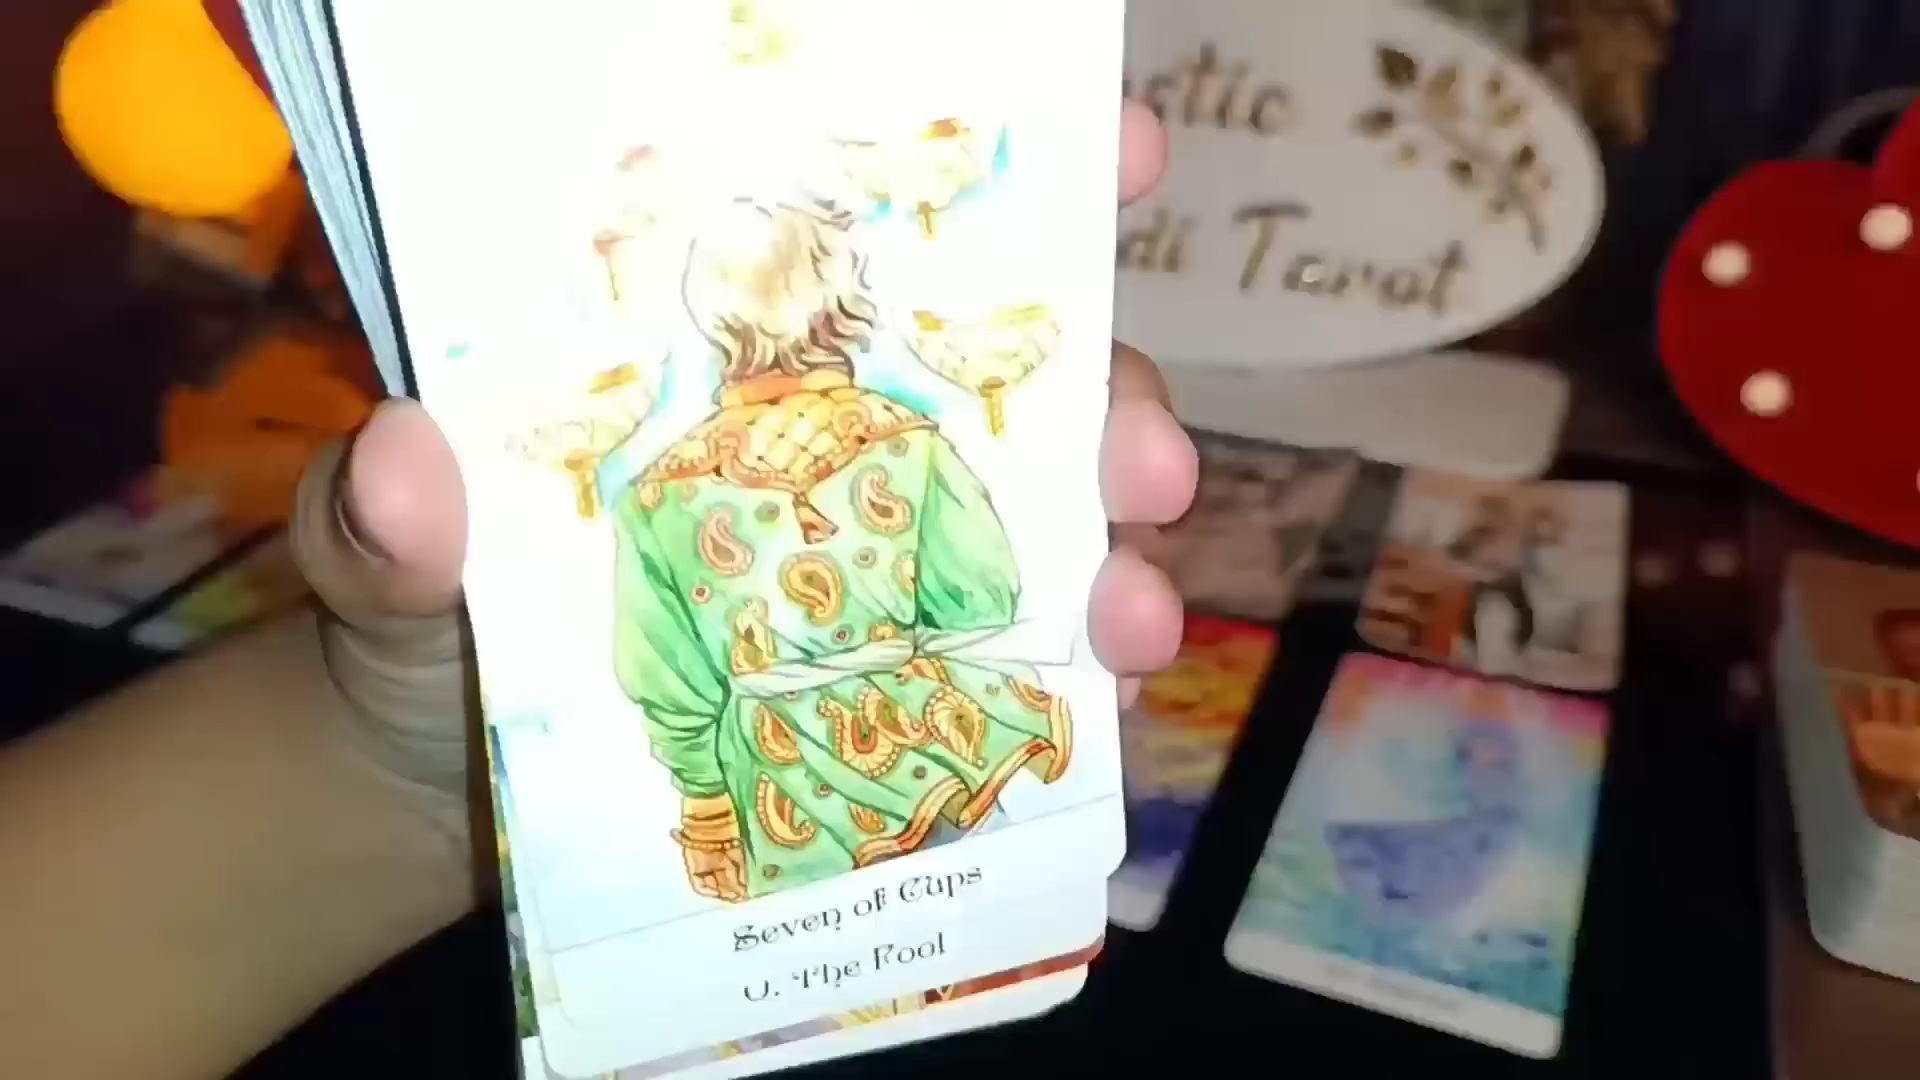 stic
di Tarot
Seven of Cups
0. The Fool